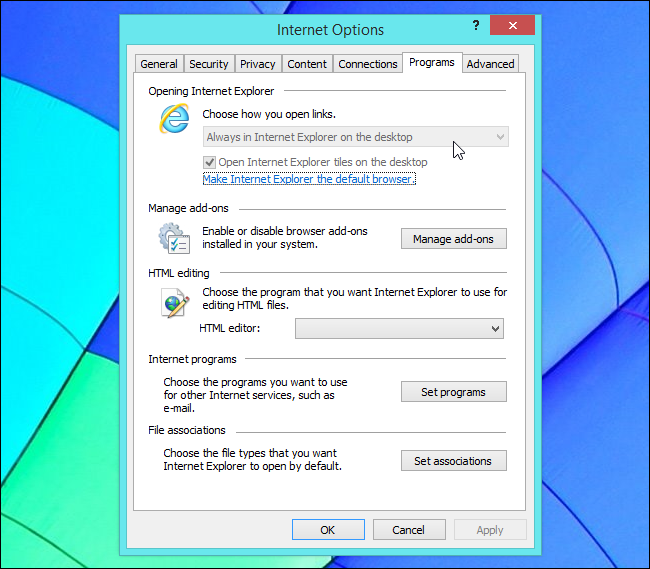 Internet Options
?
General Security Privacy Content Connections Programs Advanced
Opening Internet Explorer
Choose how you open links.
Always in Internet Explorer on the desktop
Open Internet Explorer tiles on the desktop
Make Internet Explorer the default browser.
Manage add-ons
Enable or disable browser add-ons
installed in your system.
Manage add-ons
HTML editing
Choose the program that you want Internet Explorer to use for
editing HTML files.
HTML editor:
Internet programs
Choose the programs you want to use
for other Internet services, such as
e-mail.
Set programs
File associations
Choose the file types that you want
Internet Explorer to open by default.
Set associations
OK Cancel Apply